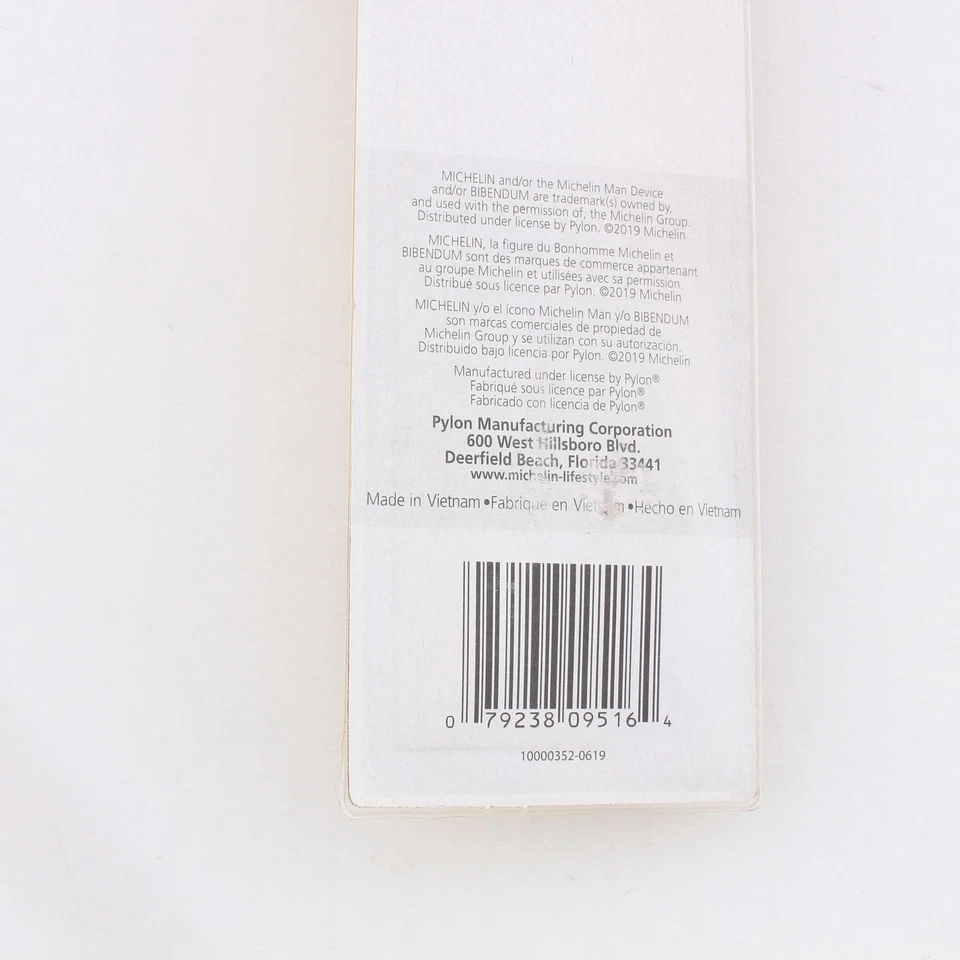 MICHELIN and/or the Michelin Man Device
and/or BIBENDUM are trademark(s) owned by,
and used with the permission of, the Michelin Group.
Distributed under license by Pylon. ©2019 Michelin
MICHELIN, la figure du Bonhomme Michelin et
BIBENDUM sont des marques de commerce appartenant
au groupe Michelin et utilisées avec sa permission.
Distribué sous licence par Pylon. ©2019 Michelin
MICHELIN y/o el ícono Michelin Man y/o BIBENDUM
son marcas comerciales de propiedad de
Michelin Group y se utilizan con su autorización.
Distribuido bajo licencia por Pylon. ©2019 Michelin
Manufactured under license by Pylon®
Fabriqué sous licence par Pylon®
Fabricado con licencia de Pylon®
Pylon Manufacturing Corporation
600 West Hillsboro Blvd.
Deerfield Beach, Florida 33441
www.michelin-lifestyle.com
Made in Vietnam •Fabrique en Vietnam •Hecho en Vietnam
0 79238 09516 4
10000352-0619